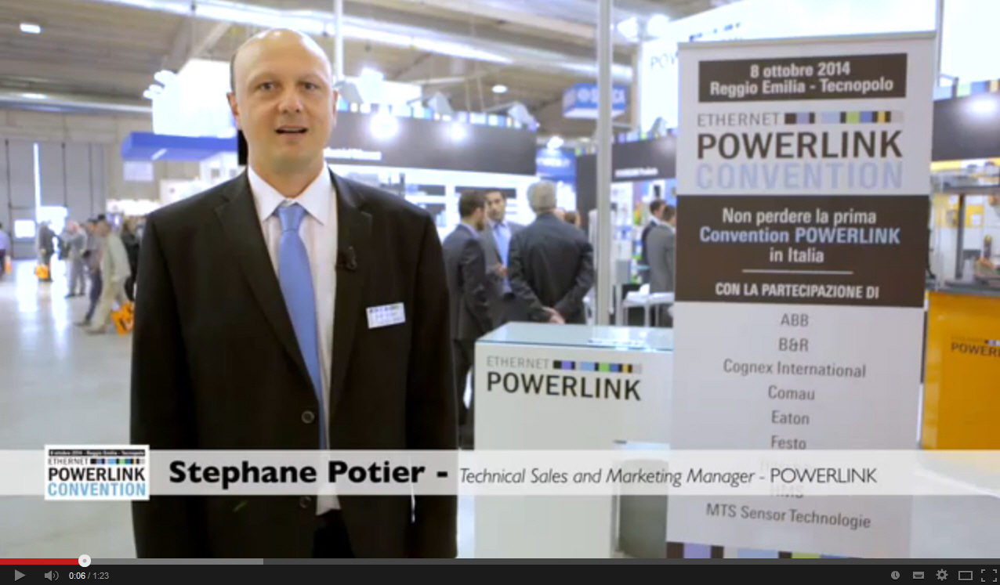 8 ottobre 2014
Reggio Emilia - Tecnopolo
ETHERNET
POWERLINK
CONVENTION
Non perdere la prima
Convention POWERLINK
in Italia
CON LA PARTECIPAZIONE DI
ABB
B&R
Cognex International
Comau
Eaton
Festo
HMS
MTS Sensor Technologie
ETHERNET
POWERLINK
8 ottobre 2014 - Reggio Emilia - Tecnopolo
ETHERNET
POWERLINK
CONVENTION
Stephane Potier - Technical Sales and Marketing Manager - POWERLINK
0:06 / 1:23